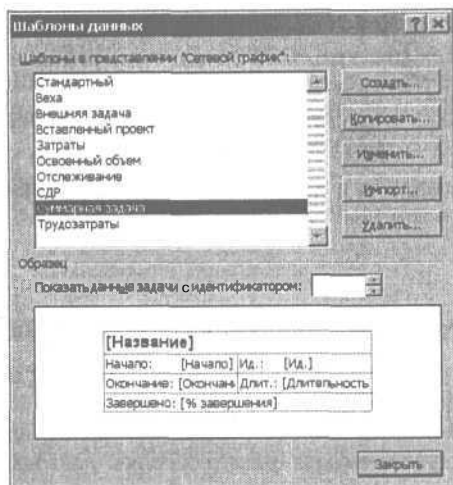 Шаблоны данных
Шаблоны в представлении "Сетевой график":
Стандартный
Веха
Внешняя задача
Вставленный проект
Затраты
Освоенный объем
Отслеживание
СДР
Суммарная задача
Трудозатраты
Создать...
Копировать...
Изменить...
Импорт...
Удалить...
Образец
Показать данные задачи с идентификатором:
[Название]
Начало: [Начало] Ид.: [Ид.]
Окончание: [Окончан Длит.: [Длительность
Завершено: [% завершения]
Закрыть